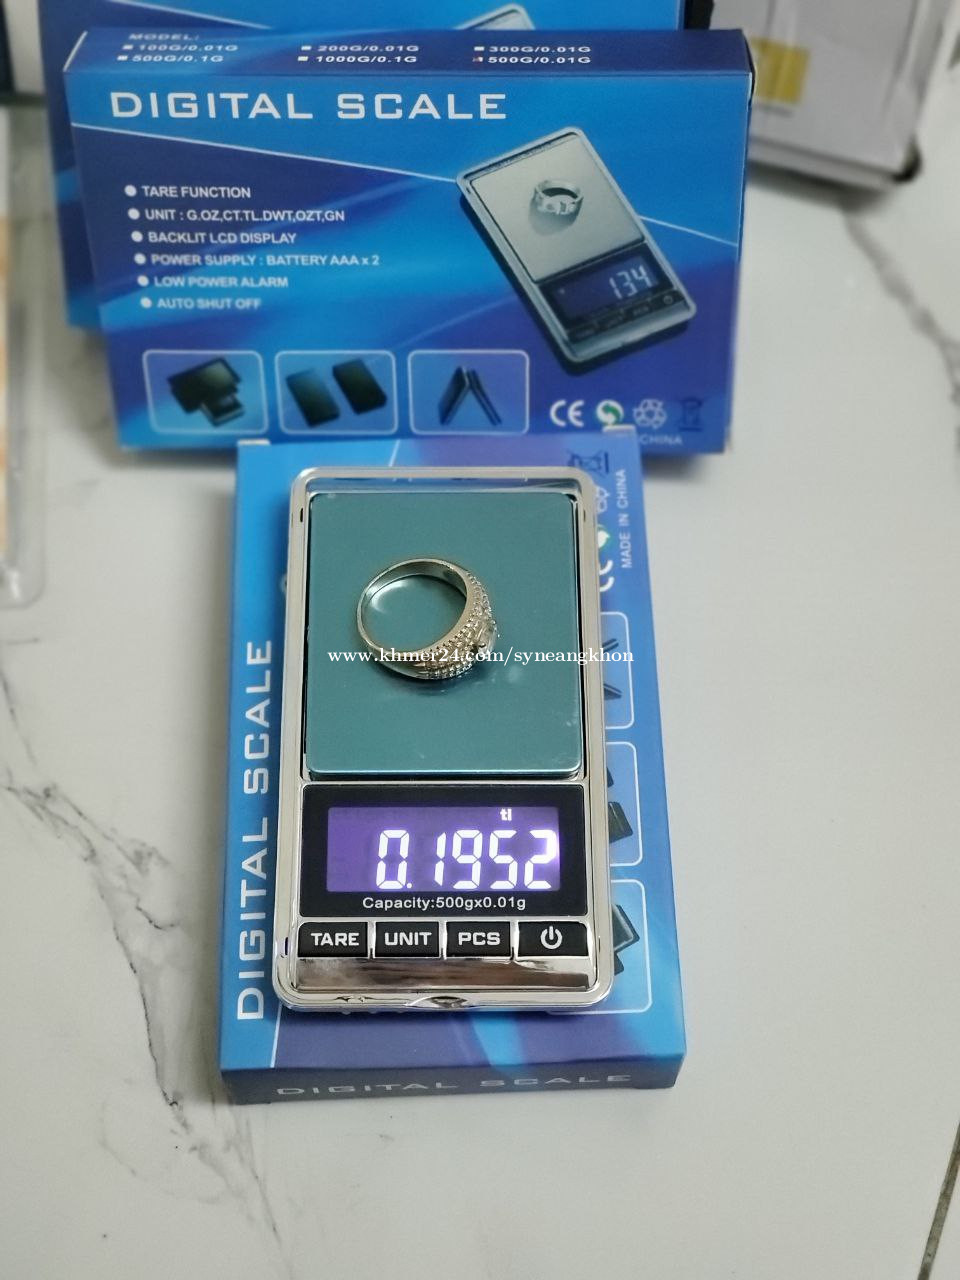 MODEL:
100G/0.01G 200G/0.01G 300G/0.01G
500G/0.1G 1000G/0.1G 500G/0.01G
DIGITAL SCALE
TARE FUNCTION
UNIT : G.OZ,CT.TL.DWT,OZT,GN
BACKLIT LCD DISPLAY
POWER SUPPLY : BATTERY AAA x 2
LOW POWER ALARM
AUTO SHUT OFF
134
CE
CHINA
MADE IN CHINA
CE
DIGITAL SCALE
www.khmer24.com/syneangkhon
tl
0.1952
Capacity:500gx0.01g
TARE UNIT PCS
DIGITAL SCALE